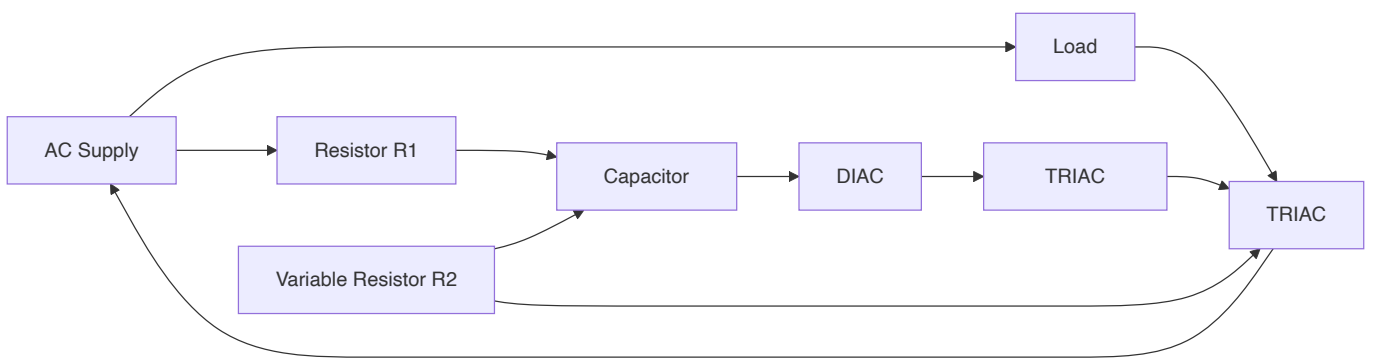 Load
AC Supply
Resistor R1
Capacitor
DIAC
TRIAC
TRIAC
Variable Resistor R2